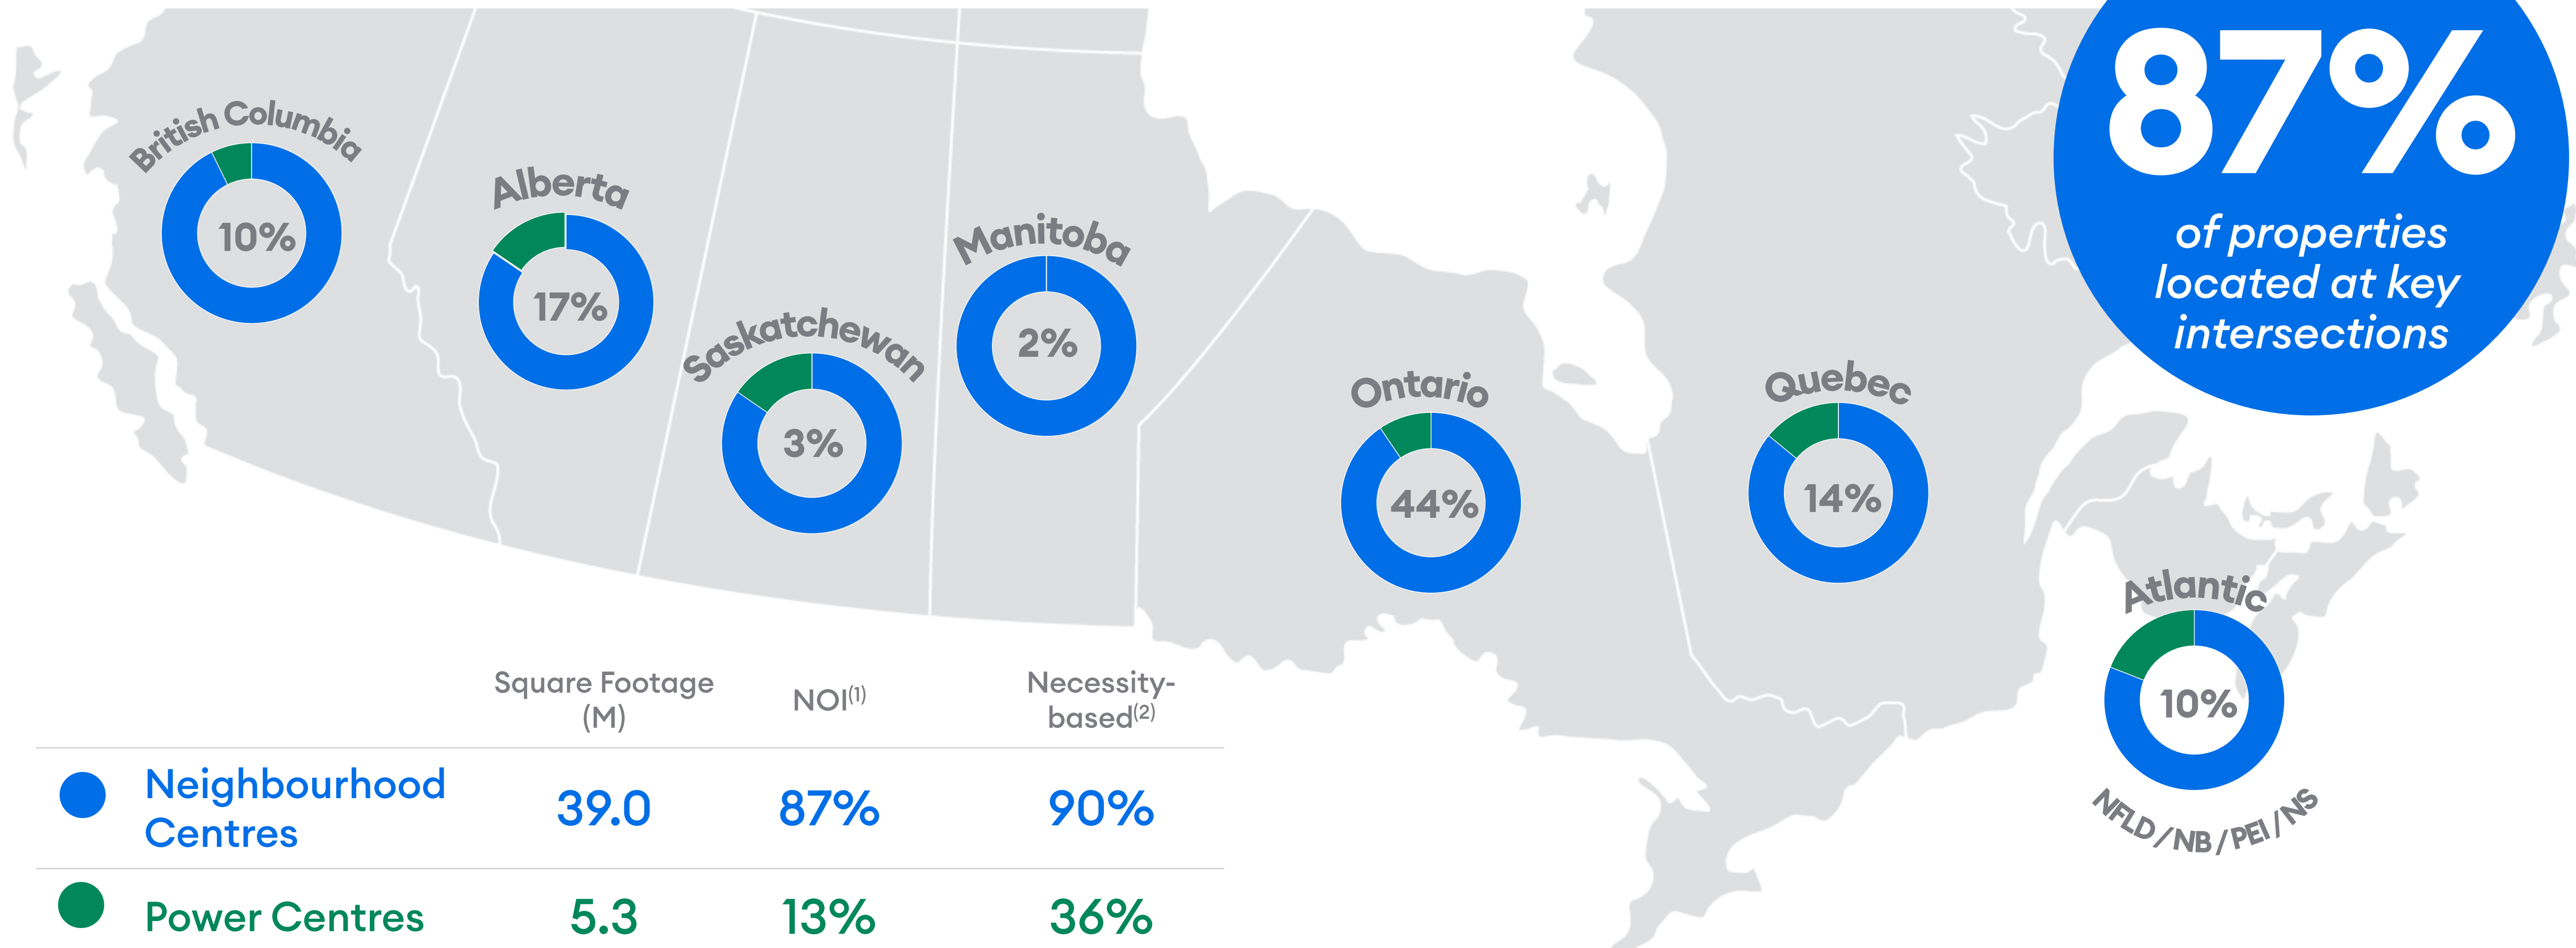 87%
of properties
located at key
intersections
British Columbia
10%
Alberta
17%
Saskatchewan
3%
Manitoba
2%
Ontario
44%
Quebec
14%
Atlantic
10%
NFLD / NB / PEI / NS
Square Footage
(M)
NOI(1)
Necessity-
based(2)
Neighbourhood
Centres
39.0
87%
90%
Power Centres
5.3
13%
36%